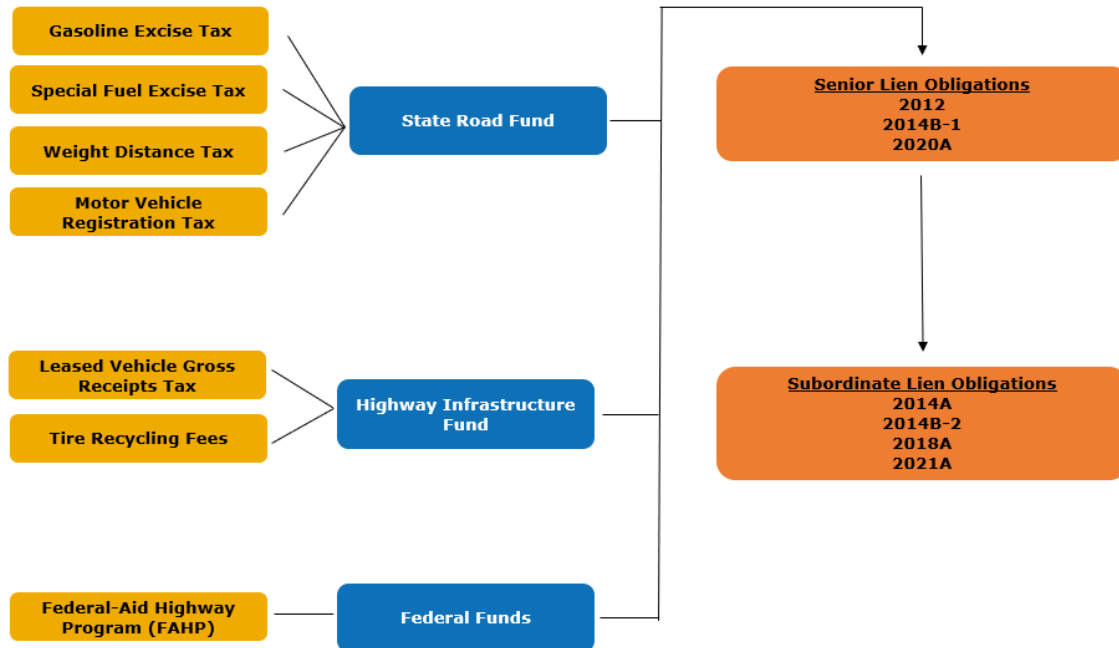 Gasoline Excise Tax
Special Fuel Excise Tax
Weight Distance Tax
Motor Vehicle
Registration Tax
State Road Fund
Senior Lien Obligations
2012
2014B-1
2020A
Leased Vehicle Gross
Receipts Tax
Tire Recycling Fees
Highway Infrastructure
Fund
Subordinate Lien Obligations
2014A
2014B-2
2018A
2021A
Federal-Aid Highway
Program (FAHP)
Federal Funds